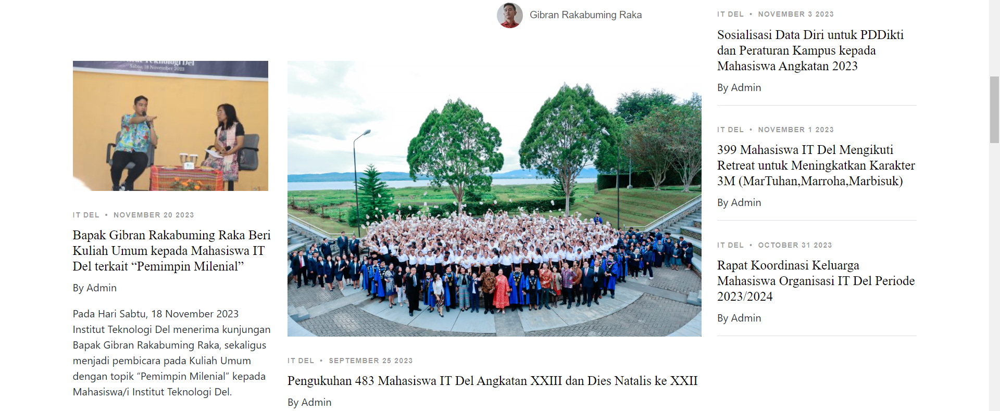 Gibran Rakabuming Raka
Institut Teknologi Del
Sabtu, 18 November 2023
IT DEL • NOVEMBER 20 2023
Bapak Gibran Rakabuming Raka Beri
Kuliah Umum kepada Mahasiswa IT
Del terkait “Pemimpin Milenial”
By Admin
Pada Hari Sabtu, 18 November 2023
Institut Teknologi Del menerima kunjungan
Bapak Gibran Rakabuming Raka, sekaligus
menjadi pembicara pada Kuliah Umum
dengan topik “Pemimpin Milenial” kepada
Mahasiswa/i Institut Teknologi Del.
IT DEL • SEPTEMBER 25 2023
Pengukuhan 483 Mahasiswa IT Del Angkatan XXIII dan Dies Natalis ke XXII
By Admin
IT DEL • NOVEMBER 3 2023
Sosialisasi Data Diri untuk PDDikti
dan Peraturan Kampus kepada
Mahasiswa Angkatan 2023
By Admin
IT DEL • NOVEMBER 1 2023
399 Mahasiswa IT Del Mengikuti
Retreat untuk Meningkatkan Karakter
3M (MarTuhan,Marroha,Marbisuk)
By Admin
IT DEL • OCTOBER 31 2023
Rapat Koordinasi Keluarga
Mahasiswa Organisasi IT Del Periode
2023/2024
By Admin